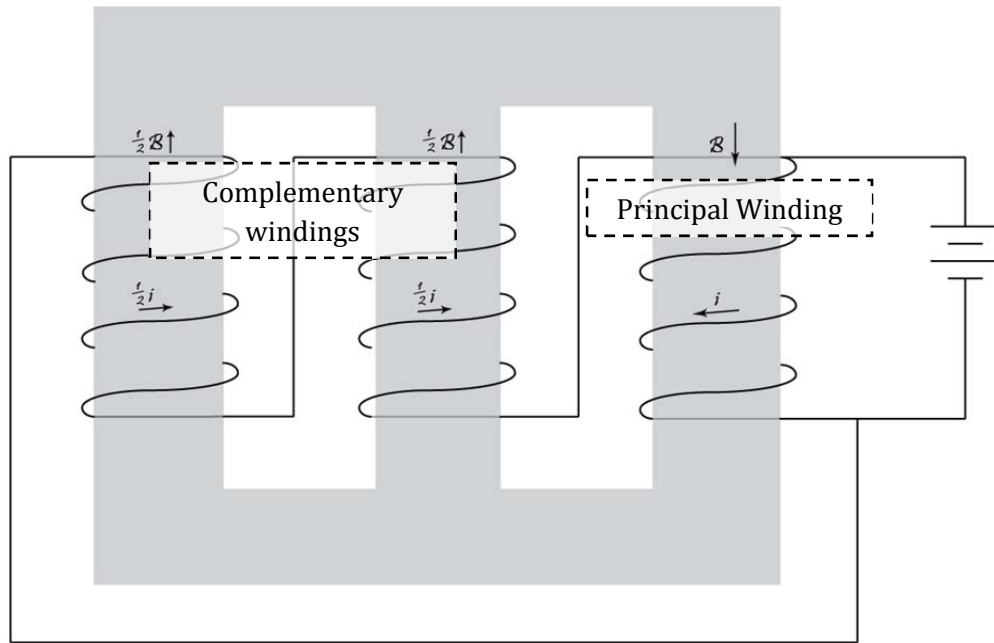 ½B
½B
B
Complementary
windings
Principal Winding
½i
½i
i